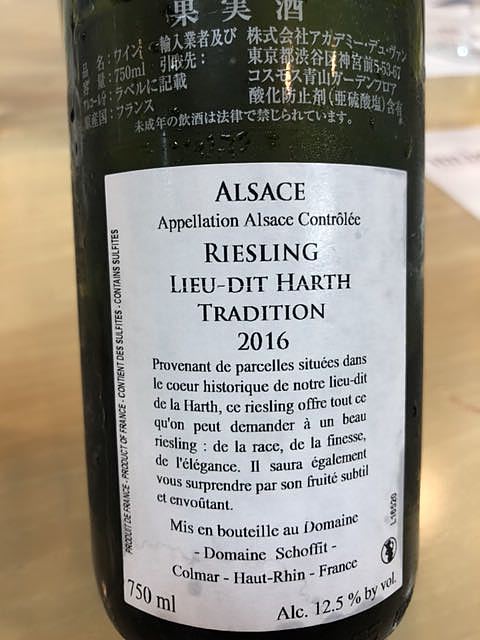 果実酒
品名：ワイン
容量：750ml
アルコール分：ラベルに記載
原産国：フランス
輸入業者及び
引取先：
株式会社アカデミー・デュ・ヴァン
東京都渋谷区神宮前5-53-67
コスモス青山ガーデンフロア
酸化防止剤（亜硫酸塩）含有
未成年の飲酒は法律で禁じられています。
ALSACE
Appellation Alsace Contrôlée
RIESLING
LIEU-DIT HARTH
TRADITION
2016
Provenant de parcelles situées dans
le coeur historique de notre lieu-dit
de la Harth, ce riesling offre tout ce
qu'on peut demander à un beau
riesling : de la race, de la finesse,
de l'élégance. Il saura également
vous surprendre par son fruité subtil
et envoûtant.
Mis en bouteille au Domaine
- Domaine Schoffit -
Colmar - Haut-Rhin - France
750 ml
Alc. 12.5 % by vol.
PRODUIT DE FRANCE - PRODUCT OF FRANCE - CONTIENT DES SULFITES - CONTAINS SULFITES
L16S20